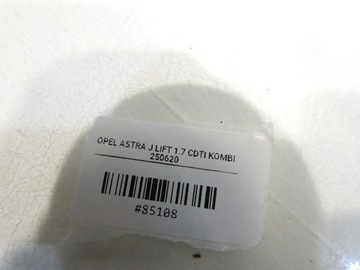 OPEL ASTRA J LIFT 1.7 CDTI KOMBI
250620
#85108